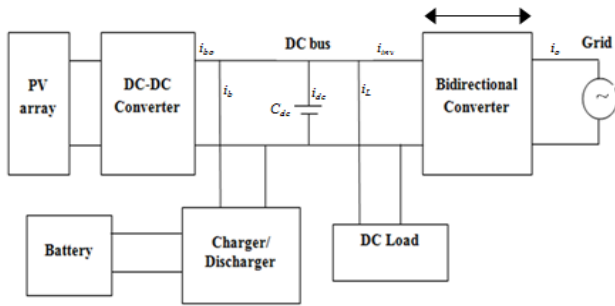 PV
array
DC-DC
Converter
i_bo
DC bus
i_inv
Bidirectional
Converter
i_o
Grid
~
i_b
i_dc
C_dc
i_L
Battery
Charger/
Discharger
DC Load